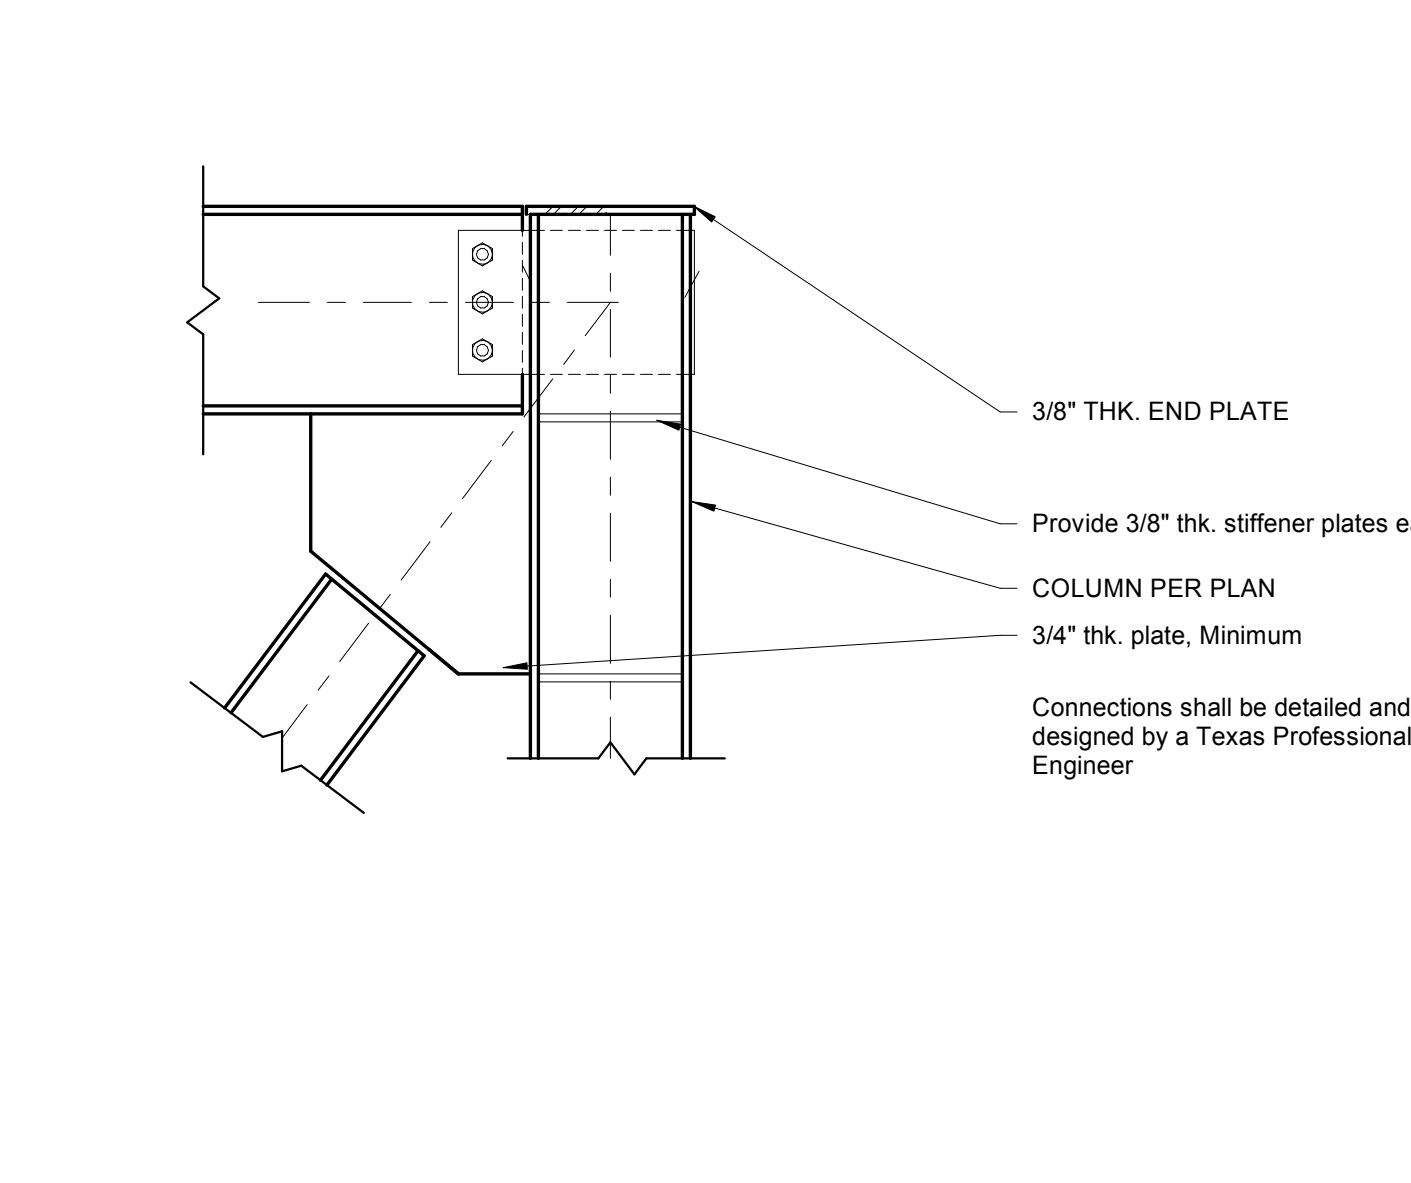 3/8" THK. END PLATE
Provide 3/8" thk. stiffener plates
COLUMN PER PLAN
3/4" thk. plate, Minimum
Connections shall be detailed and
designed by a Texas Professional
Engineer